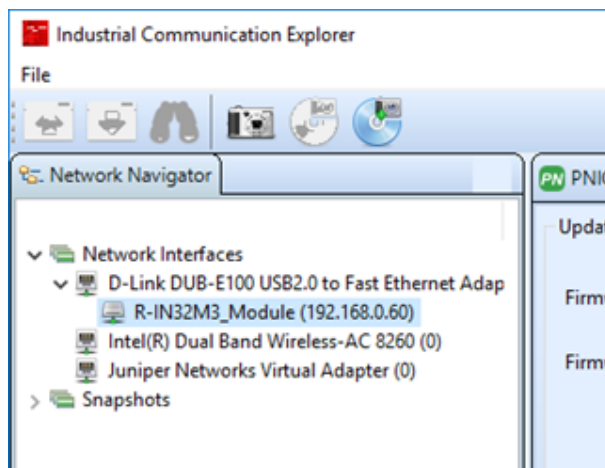 Industrial Communication Explorer
File
Network Navigator
PN
Network Interfaces
D-Link DUB-E100 USB2.0 to Fast Ethernet Adap
R-IN32M3_Module (192.168.0.60)
Intel(R) Dual Band Wireless-AC 8260 (0)
Juniper Networks Virtual Adapter (0)
Snapshots
PNI
Updat
Firm
Firm